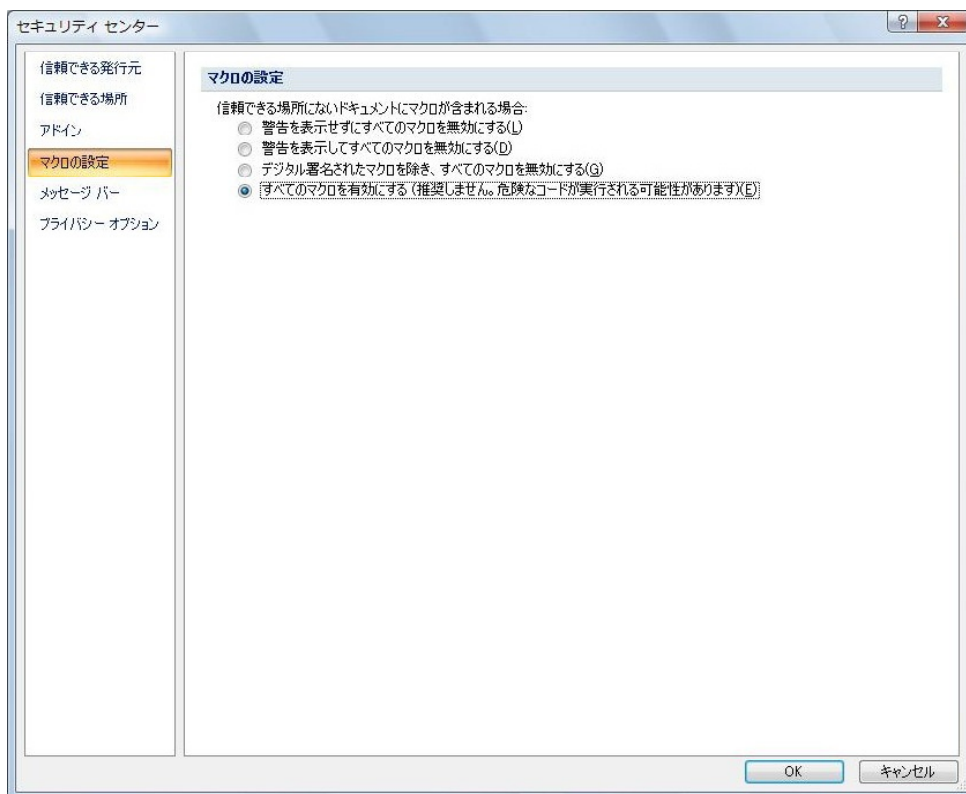 セキュリティ センター
信頼できる発行元
信頼できる場所
アドイン
マクロの設定
メッセージ バー
プライバシー オプション
マクロの設定
信頼できる場所にないドキュメントにマクロが含まれる場合:
警告を表示せずにすべてのマクロを無効にする(L)
警告を表示してすべてのマクロを無効にする(D)
デジタル署名されたマクロを除き、すべてのマクロを無効にする(G)
すべてのマクロを有効にする (推奨しません。危険なコードが実行される可能性があります)(E)
OK
キャンセル